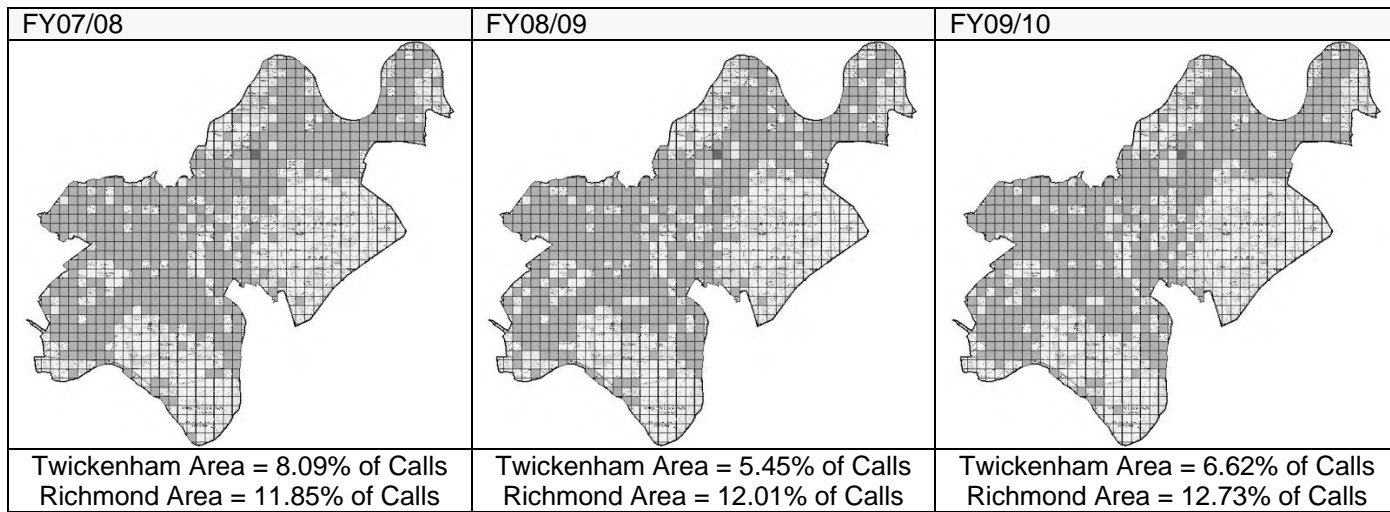 FY07/08
FY08/09
FY09/10
Twickenham Area = 8.09% of Calls
Richmond Area = 11.85% of Calls
Twickenham Area = 5.45% of Calls
Richmond Area = 12.01% of Calls
Twickenham Area = 6.62% of Calls
Richmond Area = 12.73% of Calls